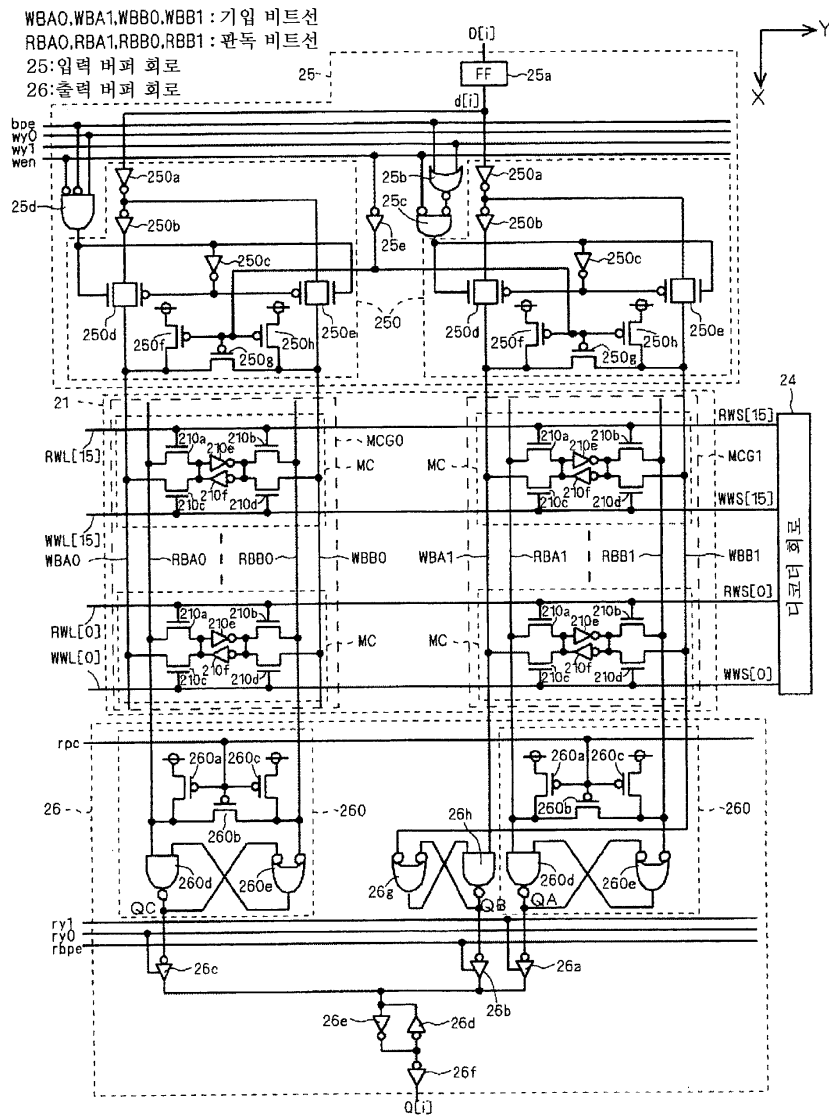 WBA0,WBA1,WBB0,WBB1 : 기입 비트선
RBA0,RBA1,RBB0,RBB1 : 판독 비트선
25:입력 버퍼 회로
26:출력 버퍼 회로
D[i]
Y
X
25
FF
25a
d[i]
bpe
wy0
wy1
wen
25d
250a
250b
25b
25c
25e
250a
250b
250c
250c
250d
250e
250
250d
250e
250f
250h
250g
250f
250h
250g
21
24
RWL[15]
210a
210b
210e
MCG0
MC
MC
210a
210b
210e
RWS[15]
MCG1
210f
210c
210d
210f
210c
210d
WWS[15]
WWL[15]
WBA0
RBA0
RBB0
WBB0
WBA1
RBA1
RBB1
WBB1
디코더 회로
RWL[0]
210a
210b
210e
MC
MC
210a
210b
210e
RWS[0]
WWL[0]
210f
210c
210d
210f
210c
210d
WWS[0]
rpc
26
260a
260c
260b
260
260a
260c
260b
260
26h
260d
260e
26g
260d
260e
QC
QB
QA
ry1
ry0
rbpe
26c
26b
26a
26e
26d
26f
Q[i]